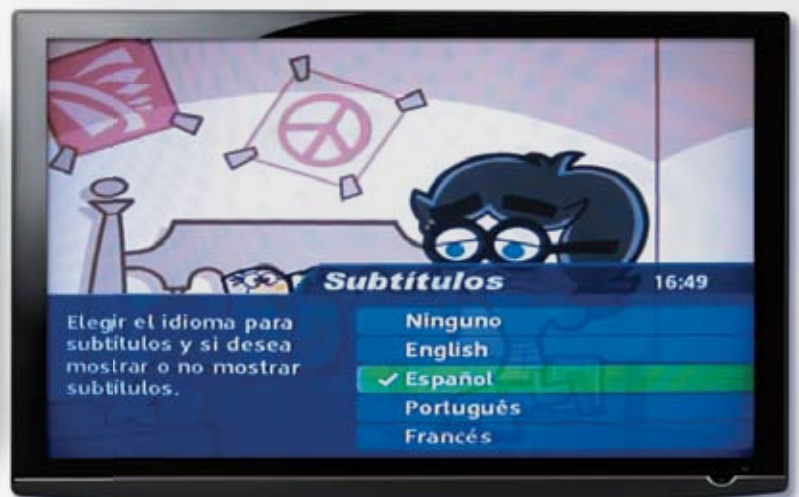 Subtítulos
16:49
Elegir el idioma para
subtítulos y si desea
mostrar o no mostrar
subtítulos.
Ninguno
English
✓ Español
Português
Francés